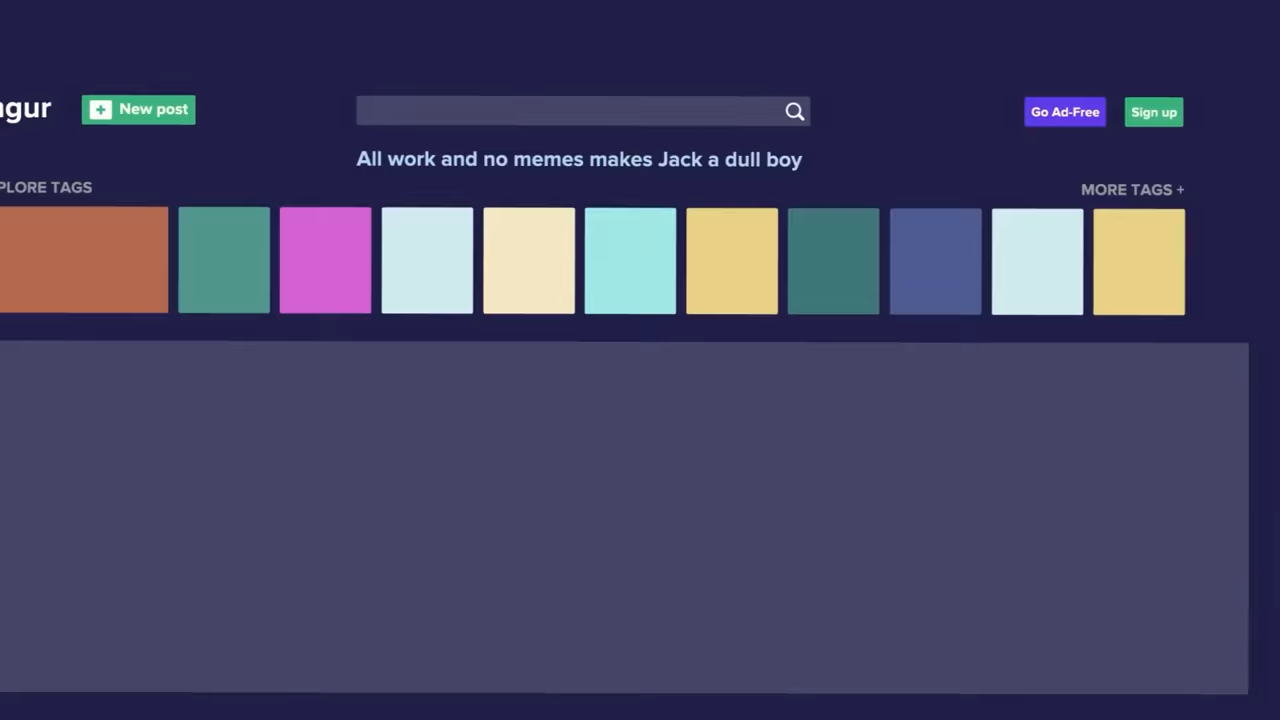 ngur
New post
Go Ad-Free
Sign up
All work and no memes makes Jack a dull boy
PLORE TAGS
MORE TAGS +